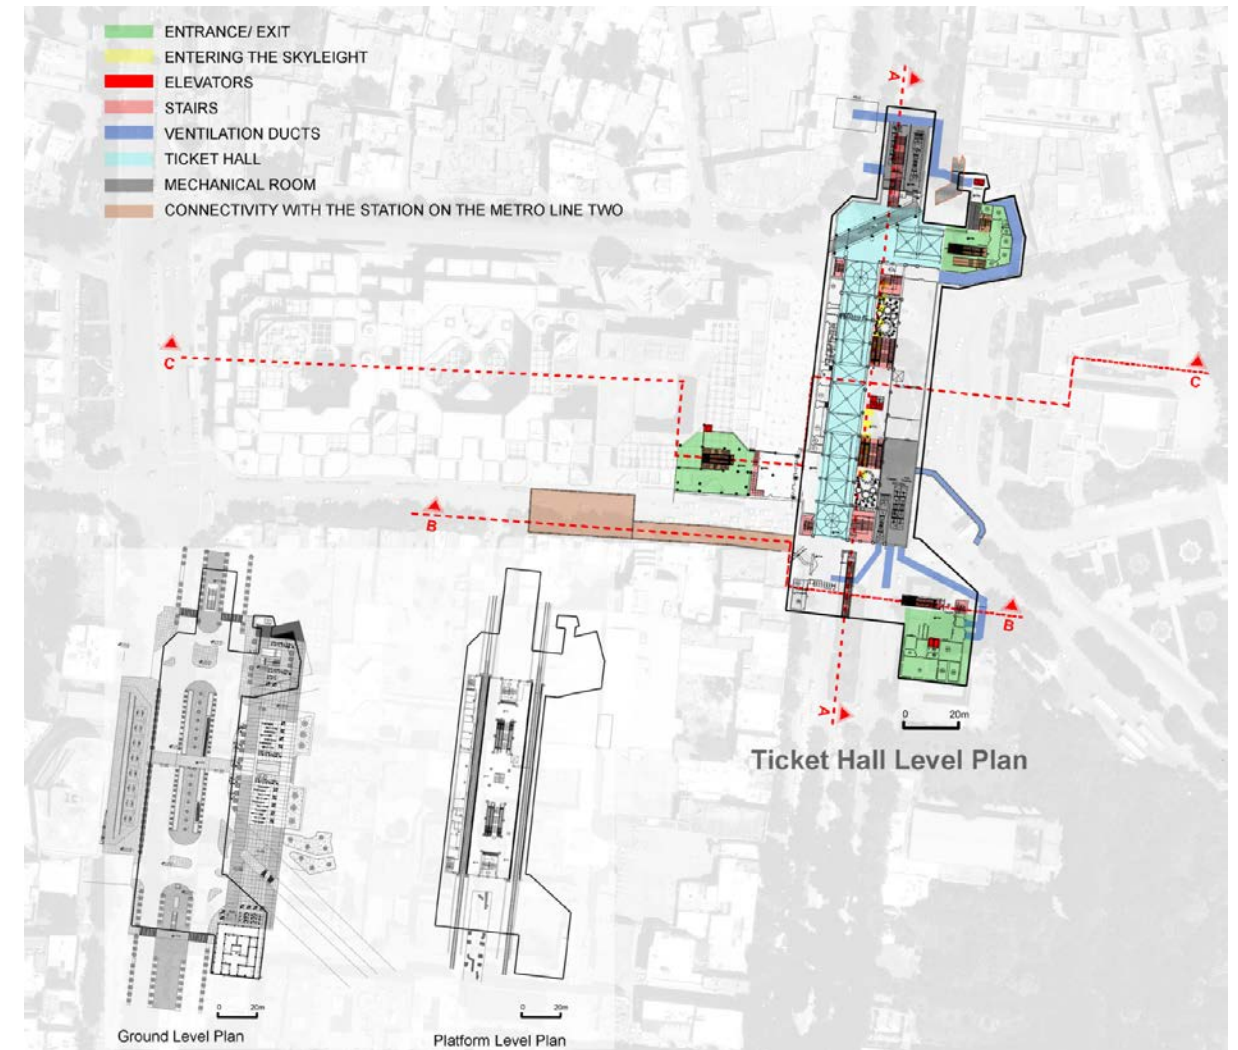 ENTRANCE/ EXIT
ENTERING THE SKYLEIGHT
ELEVATORS
STAIRS
VENTILATION DUCTS
TICKET HALL
MECHANICAL ROOM
CONNECTIVITY WITH THE STATION ON THE METRO LINE TWO
A
C
C
B
B
A
0 20m
Ticket Hall Level Plan
0 20m
Ground Level Plan
0 20m
Platform Level Plan